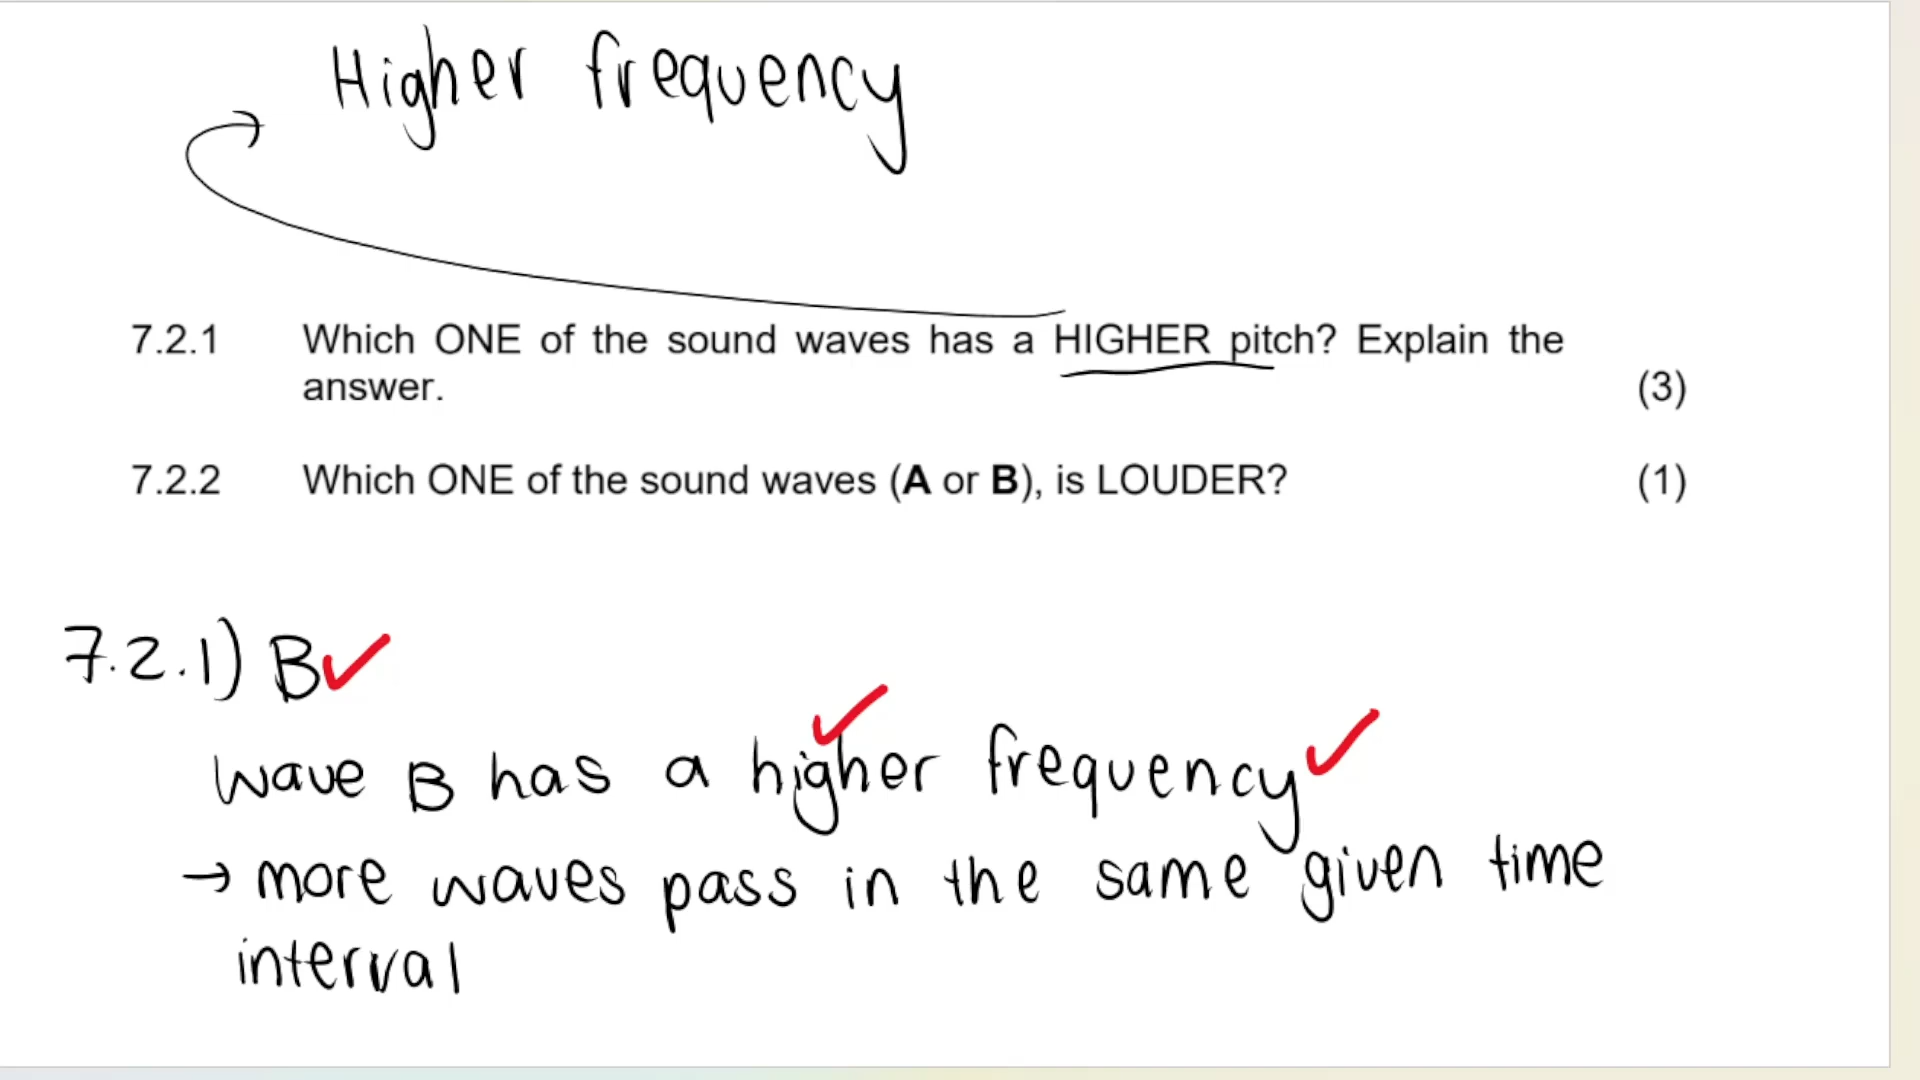 Higher frequency
7.2.1 Which ONE of the sound waves has a HIGHER pitch? Explain the
answer. (3)
7.2.2 Which ONE of the sound waves (A or B), is LOUDER? (1)
7.2.1) B
Wave B has a higher frequency
→ more waves pass in the same given time
interval